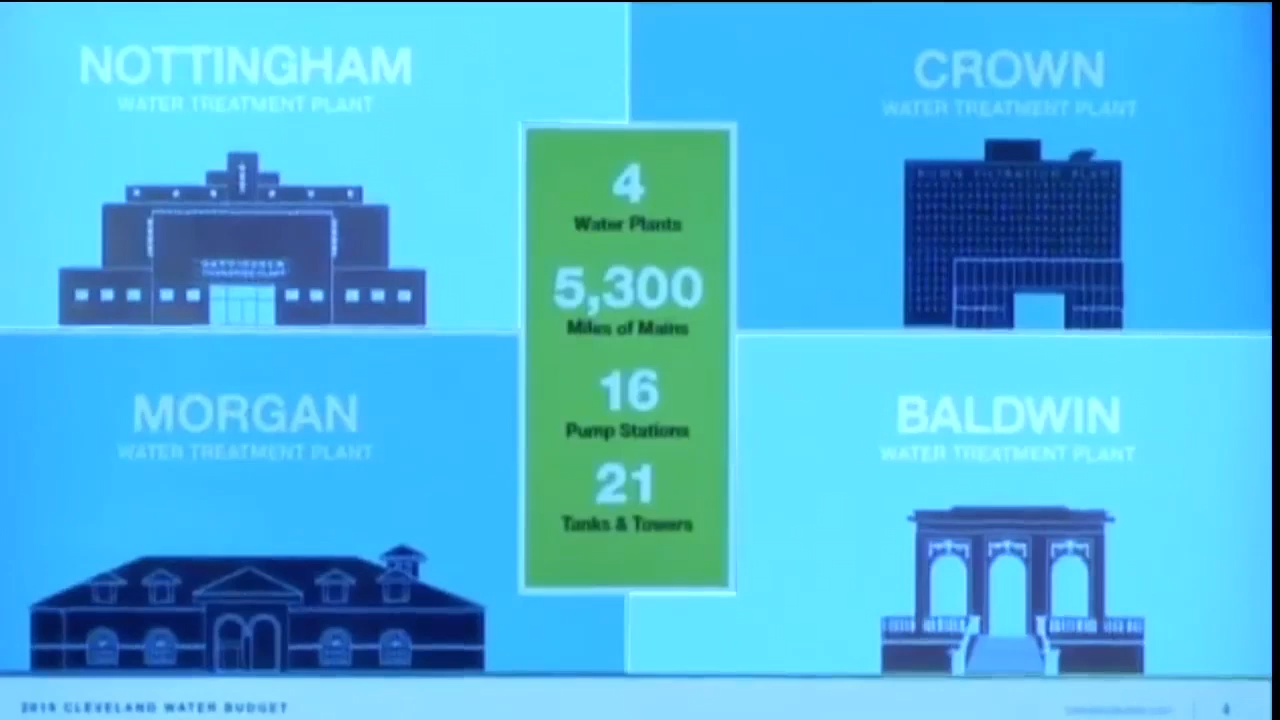 NOTTINGHAM
WATER TREATMENT PLANT
CROWN
WATER TREATMENT PLANT
4
Water Plants
5,300
Miles of Mains
16
Pump Stations
21
Tanks & Towers
MORGAN
WATER TREATMENT PLANT
BALDWIN
WATER TREATMENT PLANT
CLEVELAND WATER BUDGET
4